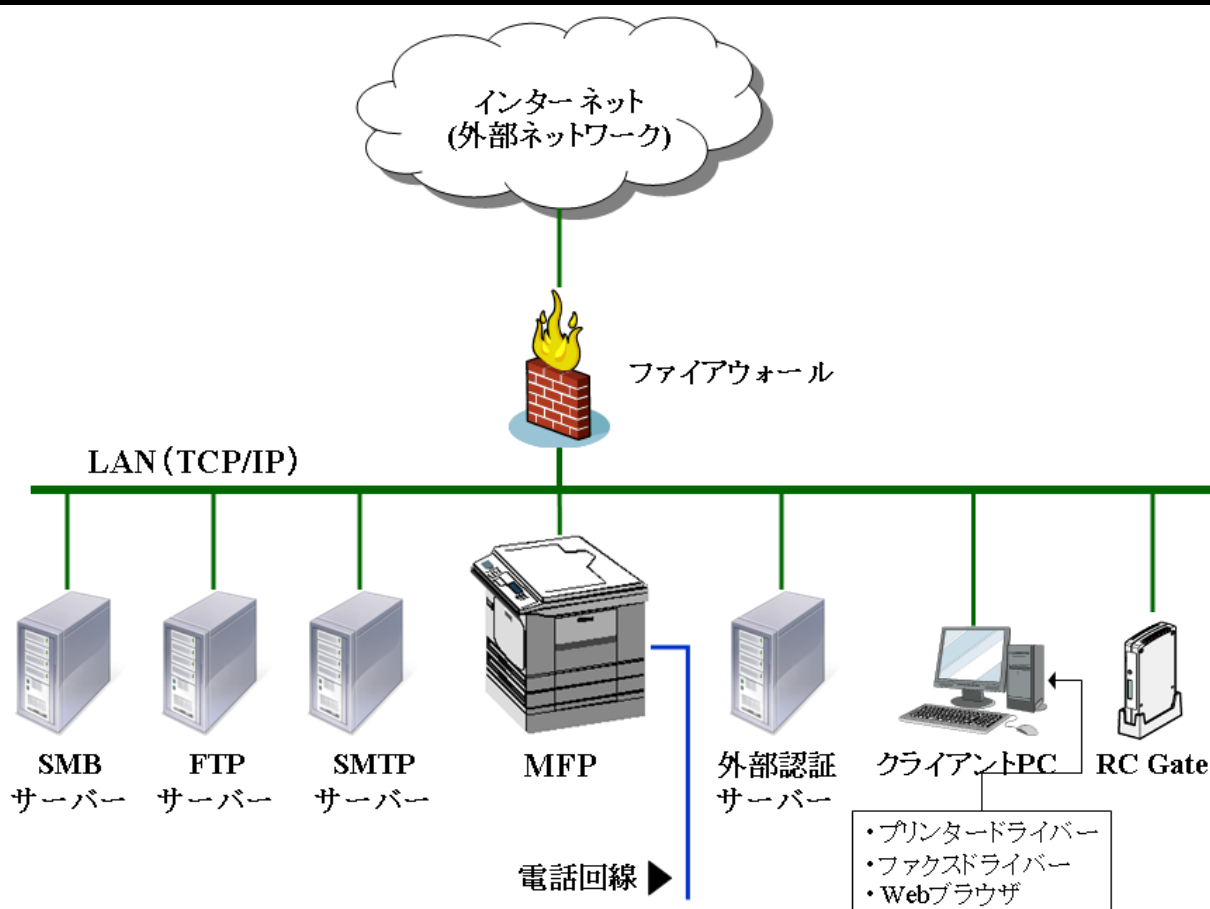 インターネット
(外部ネットワーク)
ファイアウォール
LAN（TCP/IP）
SMB
サーバー
FTP
サーバー
SMTP
サーバー
MFP
外部認証
サーバー
クライアントPC
RC Gate
電話回線
・プリンタードライバー
・ファクスドライバー
・Webブラウザ